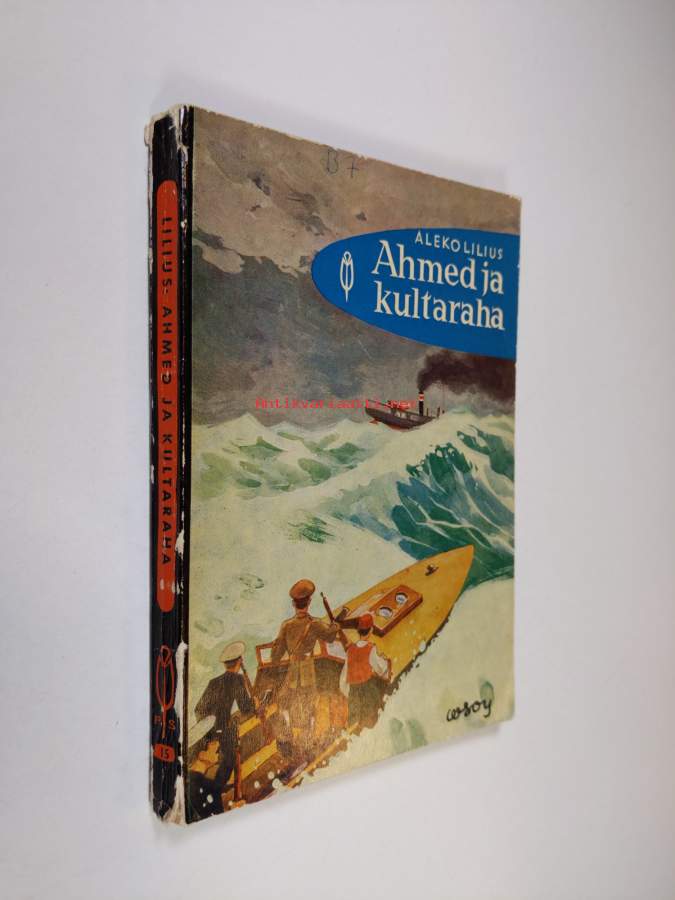 B7
ALEKO LILIUS
Ahmed ja
kultaraha
Antikvariaatti.net
wsoy
LILIUS: AHMED JA KULTARAHA
P S
15